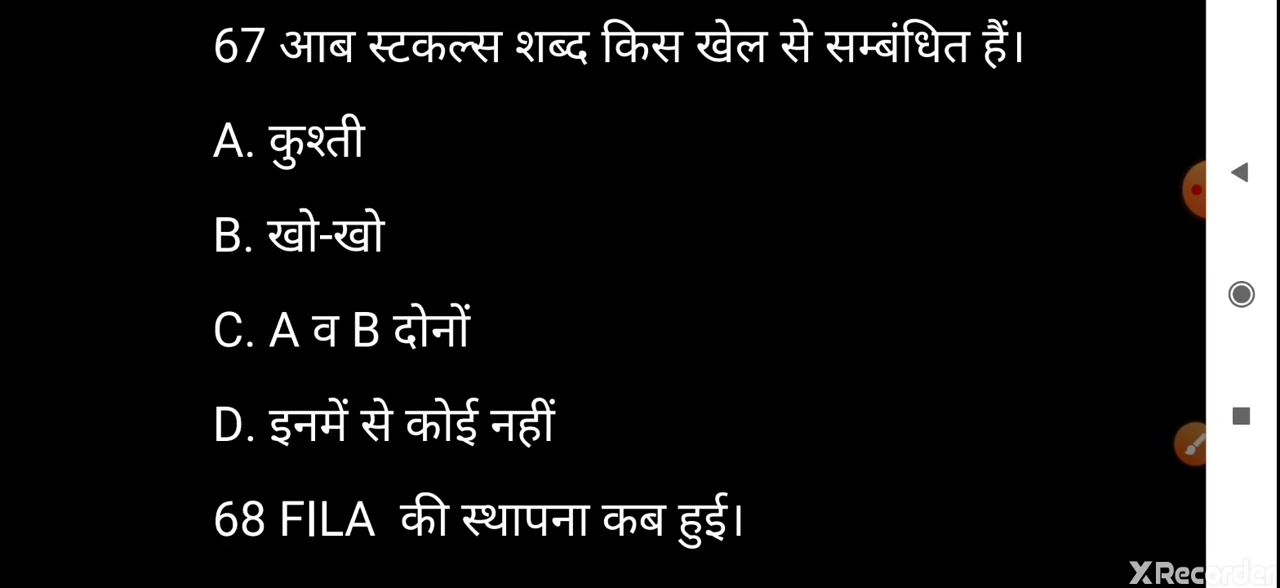 67 आब स्टकल्स शब्द किस खेल से सम्बंधित हैं।
A. कुश्ती
B. खो-खो
C. A व B दोनों
D. इनमें से कोई नहीं
68 FILA की स्थापना कब हुई।
XRecorder